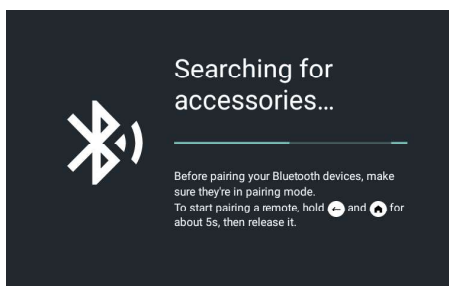 Searching for
accessories...
Before pairing your Bluetooth devices, make
sure they're in pairing mode.
To start pairing a remote, hold and for
about 5s, then release it.